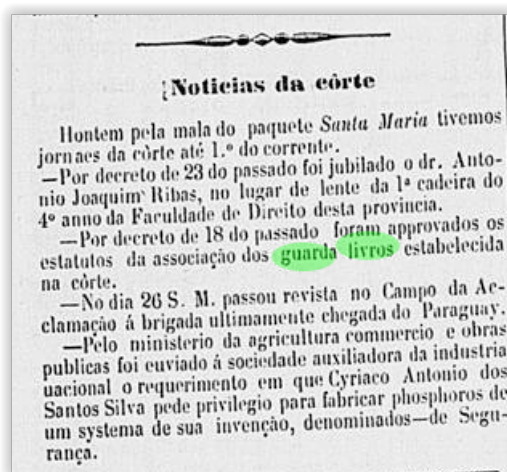 Noticias da côrte
Hontem pela mala do paquete Santa Maria tivemos
jornaes da côrte até 1.º do corrente.
—Por decreto de 23 do passado foi jubilado o dr. Anto-
nio Joaquim Ribas, no lugar de lente da 1ª cadeira do
4º anno da Faculdade de Direito desta provincia.
—Por decreto de 18 do passado foram approvados os
estatutos da associação dos guarda livros estabelecida
na côrte.
—No dia 26 S. M. passou revista no Campo da Ac-
clamação á brigada ultimamente chegada do Paraguay.
—Pelo ministerio da agricultura commercio e obras
publicas foi euviado á sociedade auxiliadora da industria
uacional o requerimento em que Cyriaco Antonio dos
Santos Silva pede privilegio para fabricar phosphoros de
um systema de sua invenção, denominados—de Segu-
rança.